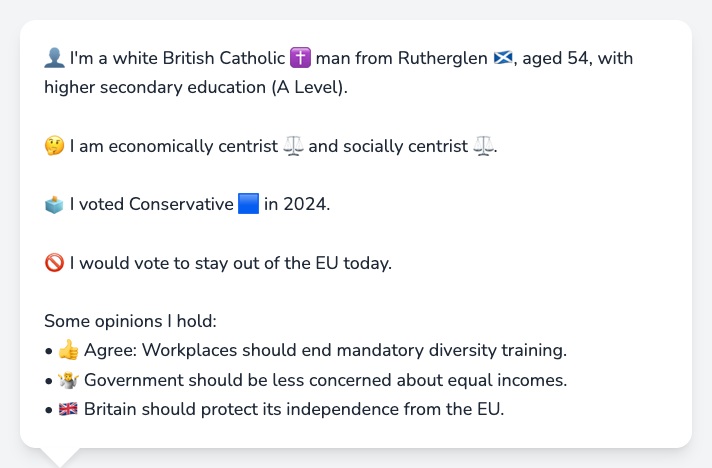 👤 I'm a white British Catholic ✝️ man from Rutherglen 🏴󠁧󠁢󠁳󠁣󠁴󠁿, aged 54, with
higher secondary education (A Level).
🤔 I am economically centrist ⚖️ and socially centrist ⚖️.
🗳️ I voted Conservative 🟦 in 2024.
🚫 I would vote to stay out of the EU today.
Some opinions I hold:
• 👍 Agree: Workplaces should end mandatory diversity training.
• 🤷 Government should be less concerned about equal incomes.
• 🇬🇧 Britain should protect its independence from the EU.